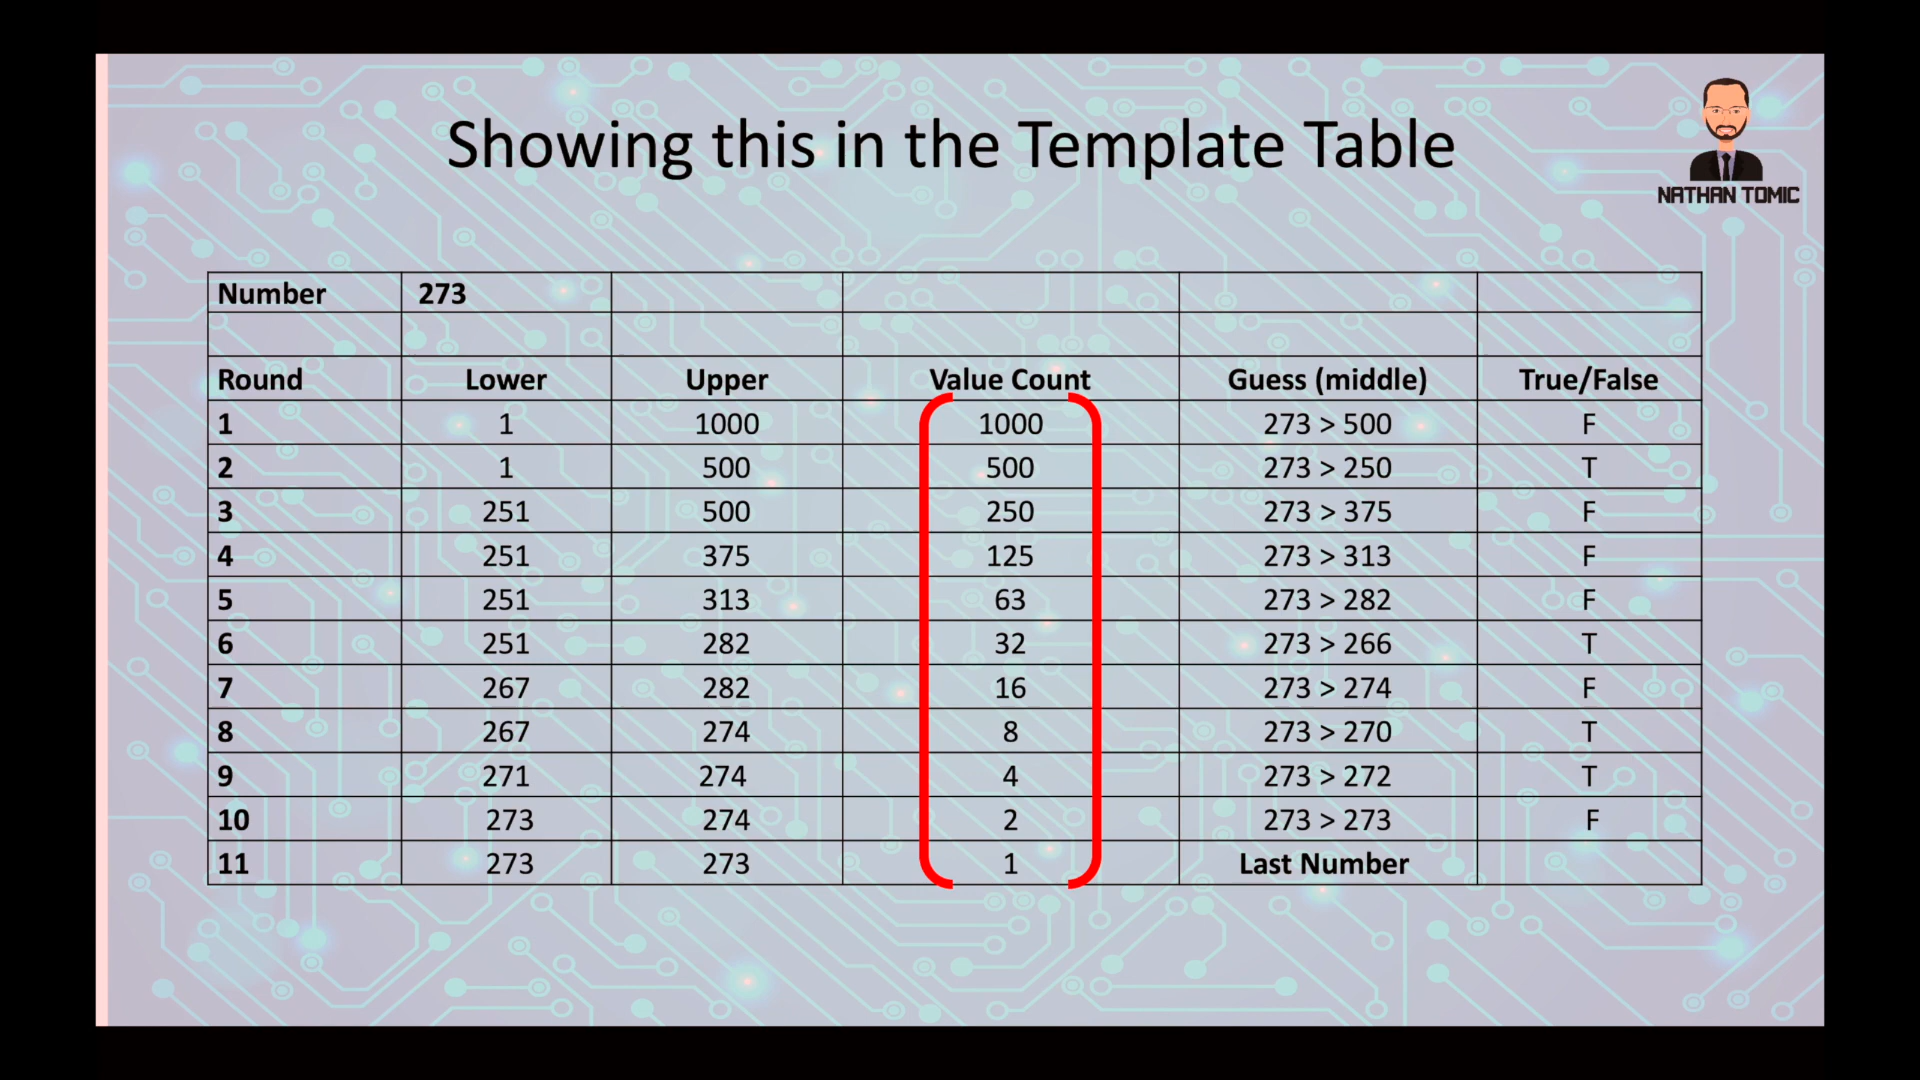 Showing this in the Template Table
NATHAN TOMIC
Number 273
Round Lower Upper Value Count Guess (middle) True/False
1 1 1000 1000 273 > 500 F
2 1 500 500 273 > 250 T
3 251 500 250 273 > 375 F
4 251 375 125 273 > 313 F
5 251 313 63 273 > 282 F
6 251 282 32 273 > 266 T
7 267 282 16 273 > 274 F
8 267 274 8 273 > 270 T
9 271 274 4 273 > 272 T
10 273 274 2 273 > 273 F
11 273 273 1 Last Number